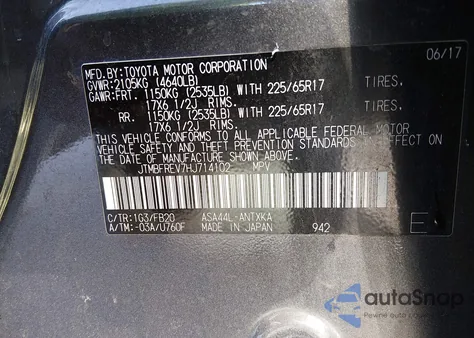 MFD.BY:TOYOTA MOTOR CORPORATION 06/17
GVWR:2105KG (4640LB)
GAWR:FRT. 1150KG (2535LB) WITH 225/65R17 TIRES,
17X6 1/2J RIMS.
RR. 1150KG (2535LB) WITH 225/65R17 TIRES,
17X6 1/2J RIMS.
THIS VEHICLE CONFORMS TO ALL APPLICABLE FEDERAL MOTOR
VEHICLE SAFETY AND THEFT PREVENTION STANDARDS IN
EFFECT ON THE DATE OF MANUFACTURE SHOWN ABOVE.
JTMBFREV7HJ714102 MPV
C/TR:1G3/FB20 ASA44L-ANTXKA
A/TM:-03A/U760F MADE IN JAPAN 942 E
autoSnap
Pewne auto z